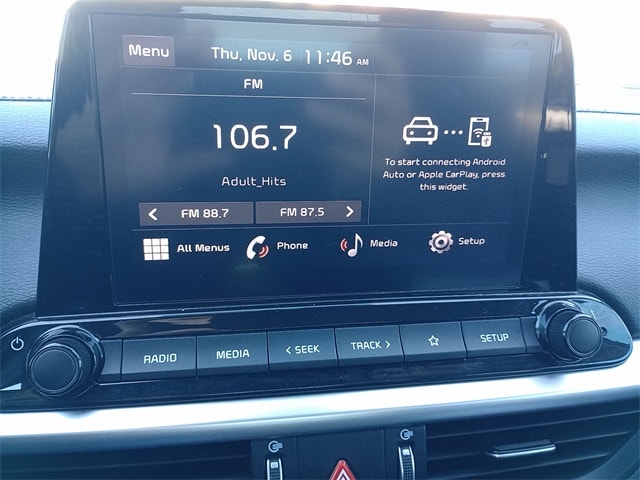 Menu
Thu, Nov. 6 11:46 AM
FM
106.7
Adult_Hits
FM 88.7
FM 87.5
To start connecting Android
Auto or Apple CarPlay, press
this widget.
All Menus
Phone
Media
Setup
RADIO
MEDIA
< SEEK
TRACK >
SETUP